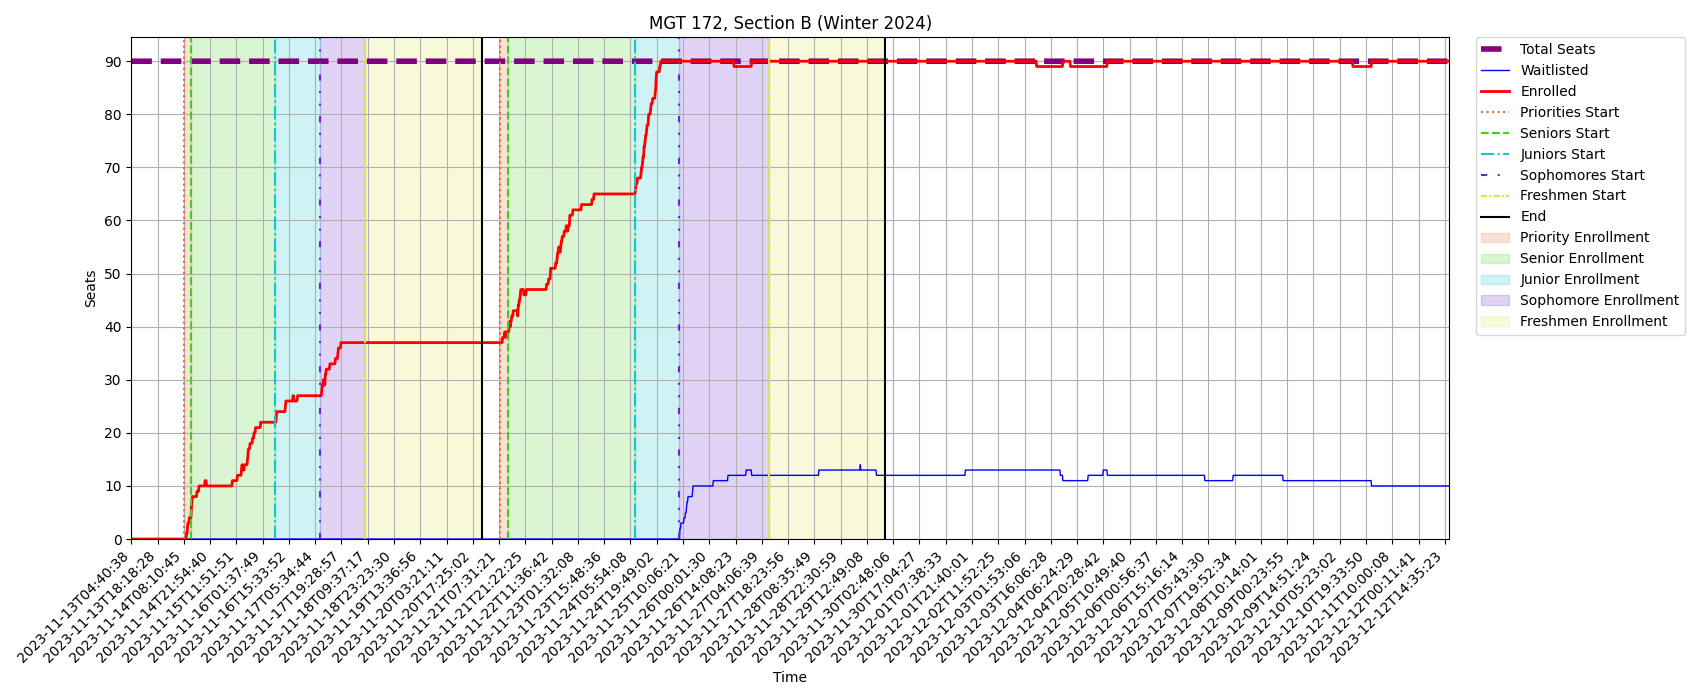 MGT 172, Section B (Winter 2024)
Seats
90
80
70
60
50
40
30
20
10
0
2023-11-13T04:40:38
2023-11-13T18:18:28
2023-11-14T08:10:45
2023-11-14T21:54:40
2023-11-15T11:51:51
2023-11-16T01:37:49
2023-11-16T15:33:52
2023-11-17T05:34:44
2023-11-17T19:28:57
2023-11-18T09:37:17
2023-11-18T23:23:30
2023-11-19T13:36:56
2023-11-20T03:21:11
2023-11-20T17:25:02
2023-11-21T07:31:21
2023-11-21T21:22:25
2023-11-22T11:36:42
2023-11-23T01:32:08
2023-11-23T15:48:36
2023-11-24T05:54:08
2023-11-24T19:49:02
2023-11-25T10:06:21
2023-11-26T00:01:30
2023-11-26T14:08:23
2023-11-27T04:06:39
2023-11-27T18:23:56
2023-11-28T08:35:49
2023-11-28T22:30:59
2023-11-29T12:49:08
2023-11-30T02:48:06
2023-11-30T17:04:27
2023-12-01T07:38:33
2023-12-01T21:40:01
2023-12-02T11:52:25
2023-12-03T01:53:06
2023-12-03T16:06:28
2023-12-04T06:24:29
2023-12-04T20:28:42
2023-12-05T10:49:40
2023-12-06T00:56:37
2023-12-06T15:16:14
2023-12-07T05:43:30
2023-12-07T19:52:34
2023-12-08T10:14:01
2023-12-09T00:23:55
2023-12-09T14:51:24
2023-12-10T05:23:02
2023-12-10T19:33:50
2023-12-11T10:00:08
2023-12-12T00:11:41
2023-12-12T14:35:23
Time
Total Seats
Waitlisted
Enrolled
Priorities Start
Seniors Start
Juniors Start
Sophomores Start
Freshmen Start
End
Priority Enrollment
Senior Enrollment
Junior Enrollment
Sophomore Enrollment
Freshmen Enrollment